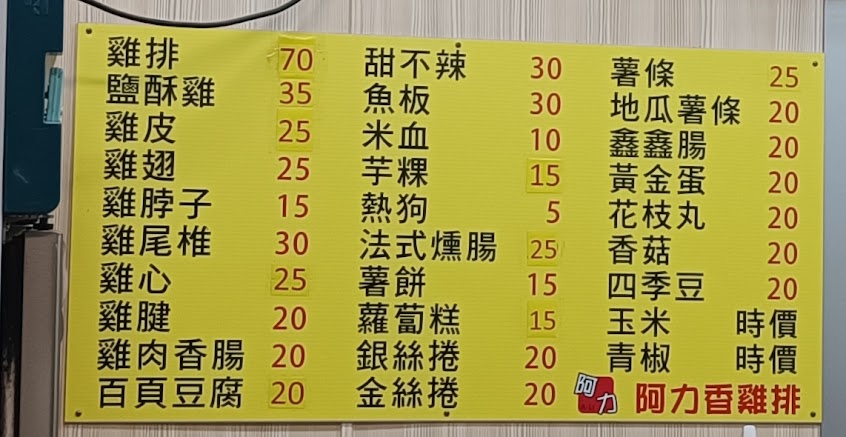 雞排 70
鹽酥雞 35
雞皮 25
雞翅 25
雞脖子 15
雞尾椎 30
雞心 25
雞腱 20
雞肉香腸 20
百頁豆腐 20
甜不辣 30
魚板 30
米血 10
芋粿 15
熱狗 5
法式燻腸 25
薯餅 15
蘿蔔糕 15
銀絲捲 20
金絲捲 20
薯條 25
地瓜薯條 20
鑫鑫腸 20
黃金蛋 20
花枝丸 20
香菇 20
四季豆 20
玉米 時價
青椒 時價
阿力 阿力香雞排